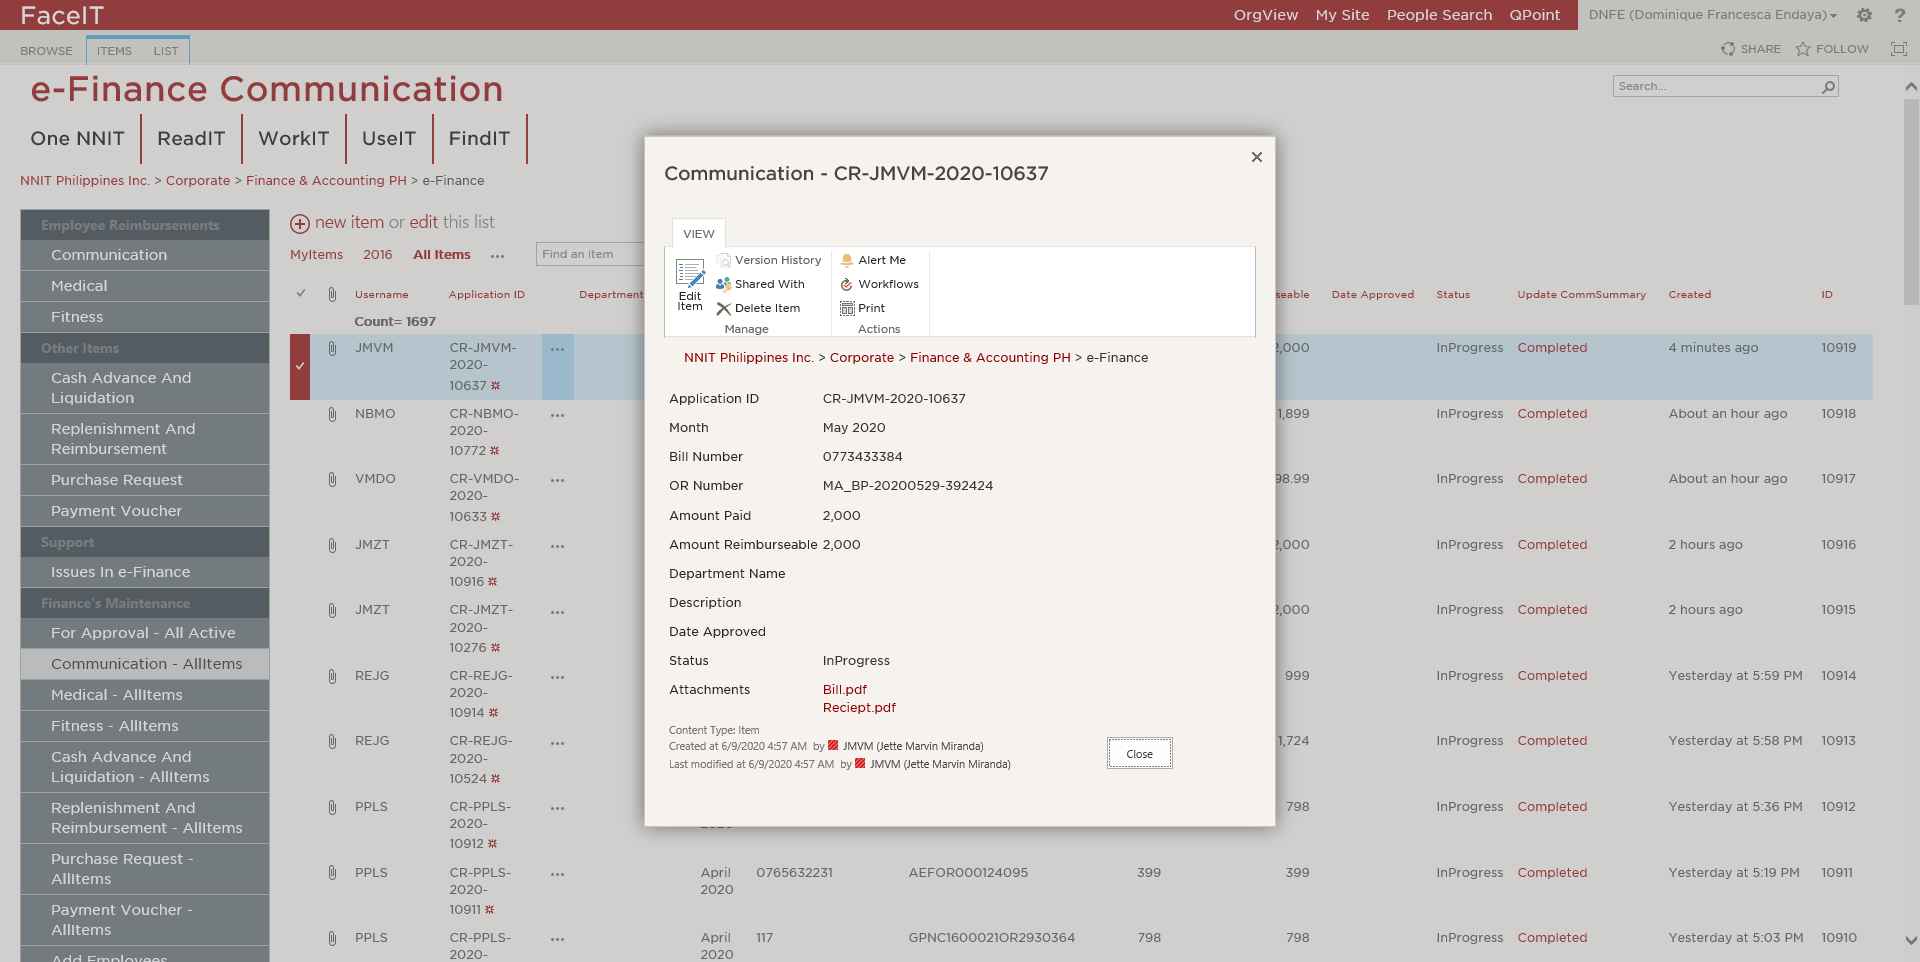 FaceIT
OrgView My Site People Search QPoint
DNFE (Dominique Francesca Endaya)
?
BROWSE ITEMS LIST
SHARE FOLLOW
e-Finance Communication
Search...
One NNIT ReadIT WorkIT UseIT FindIT
NNIT Philippines Inc. > Corporate > Finance & Accounting PH > e-Finance
Employee Reimbursements
Communication
Medical
Fitness
Other Items
Cash Advance And
Liquidation
Replenishment And
Reimbursement
Purchase Request
Payment Voucher
Support
Issues In e-Finance
Finance's Maintenance
For Approval - All Active
Communication - AllItems
Medical - AllItems
Fitness - AllItems
Cash Advance And
Liquidation - AllItems
Replenishment And
Reimbursement - AllItems
Purchase Request -
AllItems
Payment Voucher -
AllItems
Add Employees
new item or edit this list
MyItems 2016 All Items ...
Find an item
Username Application ID Department
seable Date Approved Status Update CommSummary Created ID
Count= 1697
JMVM CR-JMVM-
2020-
10637
... 2,000 InProgress Completed 4 minutes ago 10919
NBMO CR-NBMO-
2020-
10772
... 1,899 InProgress Completed About an hour ago 10918
VMDO CR-VMDO-
2020-
10633
... 98.99 InProgress Completed About an hour ago 10917
JMZT CR-JMZT-
2020-
10916
... 2,000 InProgress Completed 2 hours ago 10916
JMZT CR-JMZT-
2020-
10276
... 2,000 InProgress Completed 2 hours ago 10915
REJG CR-REJG-
2020-
10914
... 999 InProgress Completed Yesterday at 5:59 PM 10914
REJG CR-REJG-
2020-
10524
... 1,724 InProgress Completed Yesterday at 5:58 PM 10913
PPLS CR-PPLS-
2020-
10912
... 798 InProgress Completed Yesterday at 5:36 PM 10912
PPLS CR-PPLS-
2020-
10911
... April
2020
0765632231 AEFOR000124095 399 399 InProgress Completed Yesterday at 5:19 PM 10911
PPLS CR-PPLS-
2020-
... April
2020
117 GPNC1600021OR2930364 798 798 InProgress Completed Yesterday at 5:03 PM 10910
Communication - CR-JMVM-2020-10637
VIEW
Edit
Item
Version History
Shared With
Delete Item
Manage
Alert Me
Workflows
Print
Actions
NNIT Philippines Inc. > Corporate > Finance & Accounting PH > e-Finance
Application ID CR-JMVM-2020-10637
Month May 2020
Bill Number 0773433384
OR Number MA_BP-20200529-392424
Amount Paid 2,000
Amount Reimburseable 2,000
Department Name
Description
Date Approved
Status InProgress
Attachments Bill.pdf
Reciept.pdf
Content Type: Item
Created at 6/9/2020 4:57 AM by JMVM (Jette Marvin Miranda)
Last modified at 6/9/2020 4:57 AM by JMVM (Jette Marvin Miranda)
Close